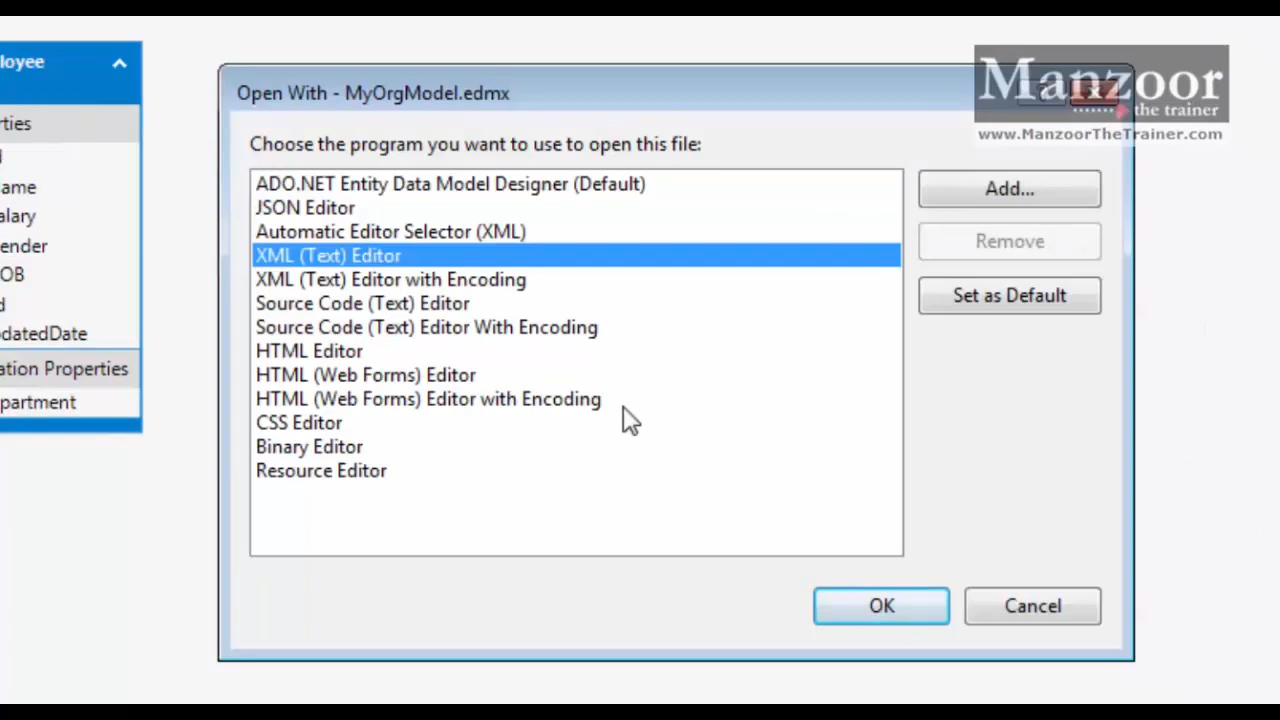 loyee
rties
d
ame
alary
ender
OB
d
pdatedDate
ation Properties
partment
Open With - MyOrgModel.edmx
Manzoor
the trainer
www.ManzoorTheTrainer.com
Choose the program you want to use to open this file:
ADO.NET Entity Data Model Designer (Default)
JSON Editor
Automatic Editor Selector (XML)
XML (Text) Editor
XML (Text) Editor with Encoding
Source Code (Text) Editor
Source Code (Text) Editor With Encoding
HTML Editor
HTML (Web Forms) Editor
HTML (Web Forms) Editor with Encoding
CSS Editor
Binary Editor
Resource Editor
Add...
Remove
Set as Default
OK
Cancel